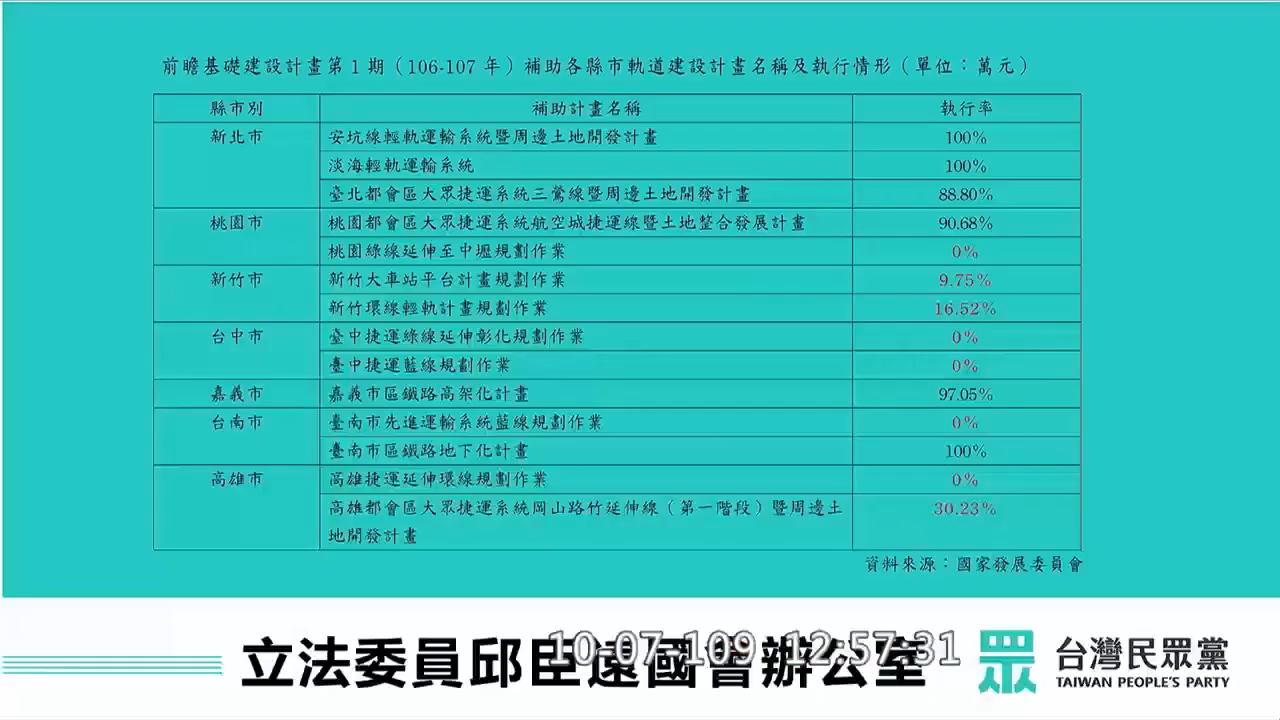 前瞻基礎建設計畫第1期（106-107 年）補助各縣市軌道建設計畫名稱及執行情形（單位：萬元）
縣市別 補助計畫名稱 執行率
新北市 安坑線輕軌運輸系統暨周邊土地開發計畫 100%
淡海輕軌運輸系統 100%
臺北都會區大眾捷運系統三鶯線暨周邊土地開發計畫 88.80%
桃園市 桃園都會區大眾捷運系統航空城捷運線暨土地整合發展計畫 90.68%
桃園綠線延伸至中壢規劃作業 0%
新竹市 新竹大車站平台計畫規劃作業 9.75%
新竹環線輕軌計畫規劃作業 16.52%
台中市 臺中捷運綠線延伸彰化規劃作業 0%
臺中捷運藍線規劃作業 0%
嘉義市 嘉義市區鐵路高架化計畫 97.05%
台南市 臺南市先進運輸系統藍線規劃作業 0%
臺南市區鐵路地下化計畫 100%
高雄市 高雄捷運延伸環線規劃作業 0%
高雄都會區大眾捷運系統岡山路竹延伸線（第一階段）暨周邊土 30.23%
地開發計畫
資料來源：國家發展委員會
立法委員邱臣遠國會辦公室
10-07-109 12:57:31
眾 台灣民眾黨
TAIWAN PEOPLE'S PARTY